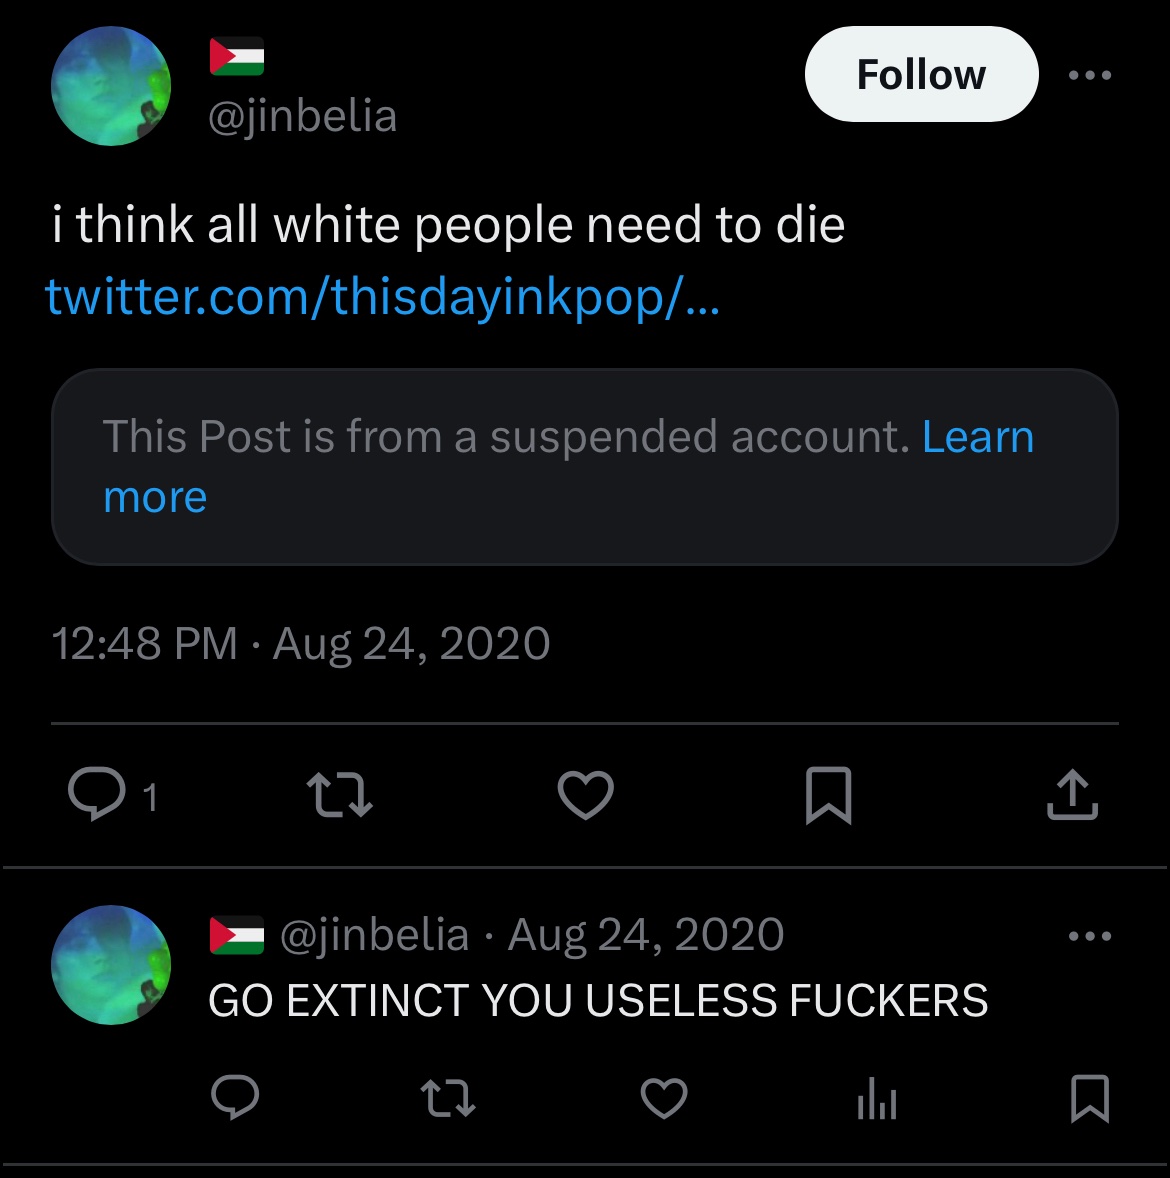 Follow
@jinbelia
i think all white people need to die
twitter.com/thisdayinkpop/...
This Post is from a suspended account. Learn
more
12:48 PM · Aug 24, 2020
1
@jinbelia · Aug 24, 2020
GO EXTINCT YOU USELESS FUCKERS